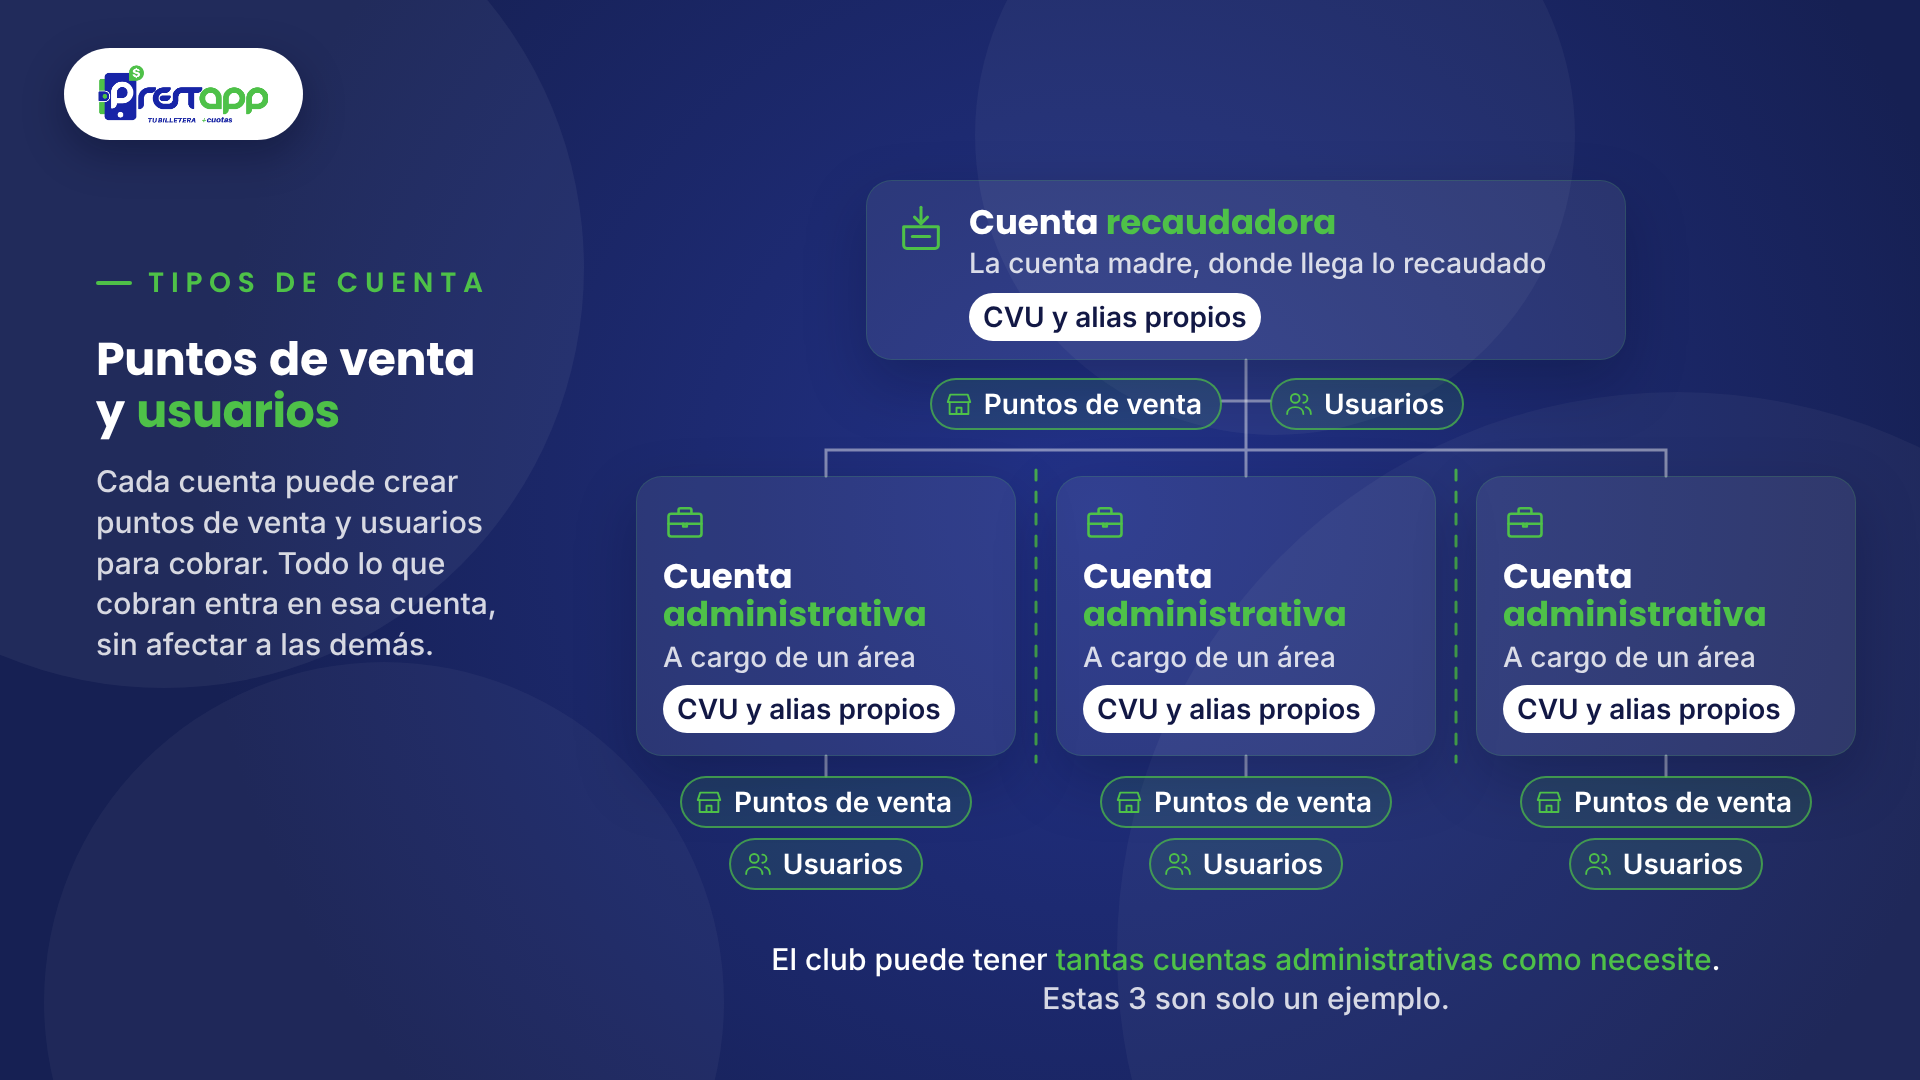 $
Prestapp
TU BILLETERA +cuotas
TIPOS DE CUENTA
Puntos de venta
y usuarios
Cada cuenta puede crear
puntos de venta y usuarios
para cobrar. Todo lo que
cobran entra en esa cuenta,
sin afectar a las demás.
Cuenta recaudadora
La cuenta madre, donde llega lo recaudado
CVU y alias propios
Puntos de venta
Usuarios
Cuenta
administrativa
A cargo de un área
CVU y alias propios
Puntos de venta
Usuarios
Cuenta
administrativa
A cargo de un área
CVU y alias propios
Puntos de venta
Usuarios
Cuenta
administrativa
A cargo de un área
CVU y alias propios
Puntos de venta
Usuarios
El club puede tener tantas cuentas administrativas como necesite.
Estas 3 son solo un ejemplo.